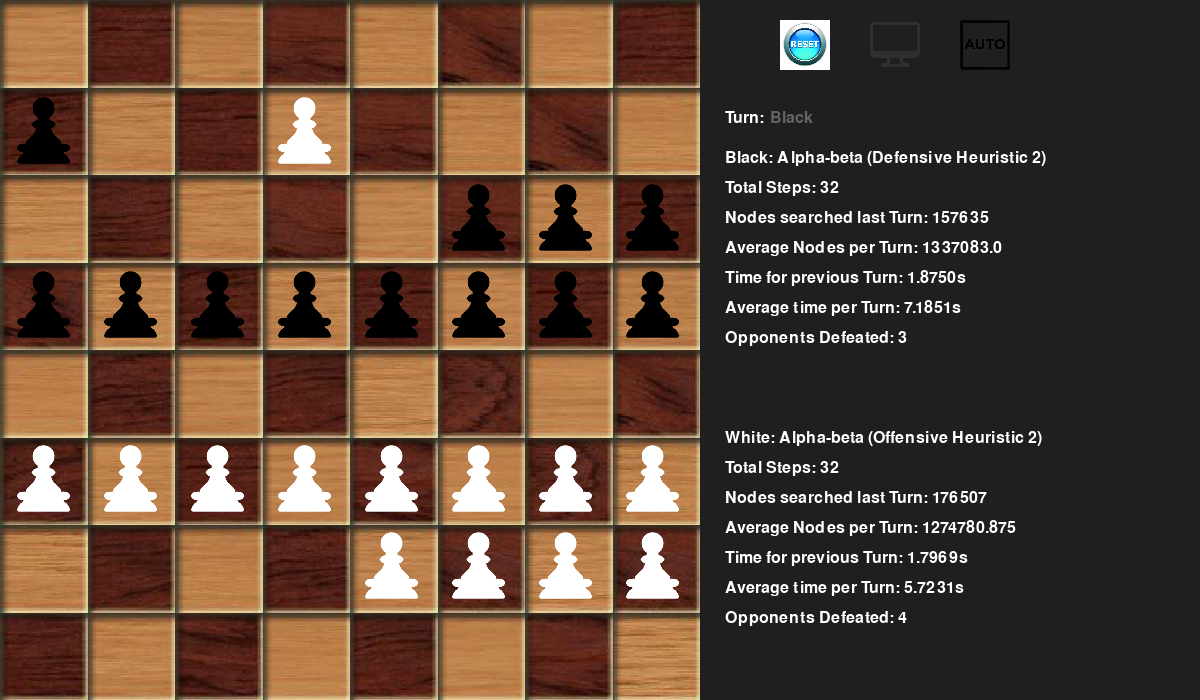 RESET
AUTO
Turn: Black
Black: Alpha-beta (Defensive Heuristic 2)
Total Steps: 32
Nodes searched last Turn: 157635
Average Nodes per Turn: 1337083.0
Time for previous Turn: 1.8750s
Average time per Turn: 7.1851s
Opponents Defeated: 3
White: Alpha-beta (Offensive Heuristic 2)
Total Steps: 32
Nodes searched last Turn: 176507
Average Nodes per Turn: 1274780.875
Time for previous Turn: 1.7969s
Average time per Turn: 5.7231s
Opponents Defeated: 4